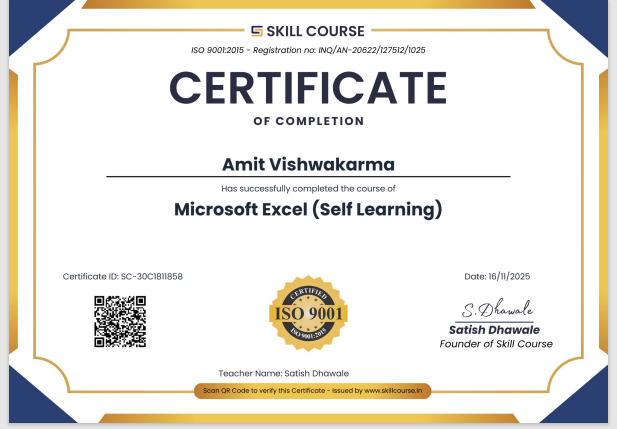 SKILL COURSE
ISO 9001:2015 - Registration no: INQ/AN-20622/127512/1025
CERTIFICATE
OF COMPLETION
Amit Vishwakarma
Has successfully completed the course of
Microsoft Excel (Self Learning)
Certificate ID: SC-30C1811858
Date: 16/11/2025
CERTIFIED
ISO 9001
ISO 9001:2015
S. Dhawale
Satish Dhawale
Founder of Skill Course
Teacher Name: Satish Dhawale
Scan QR Code to verify this Certificate - Issued by www.skillcourse.in